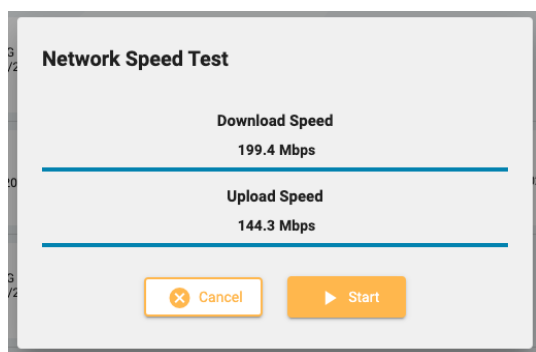 Network Speed Test
Download Speed
199.4 Mbps
Upload Speed
144.3 Mbps
Cancel
Start